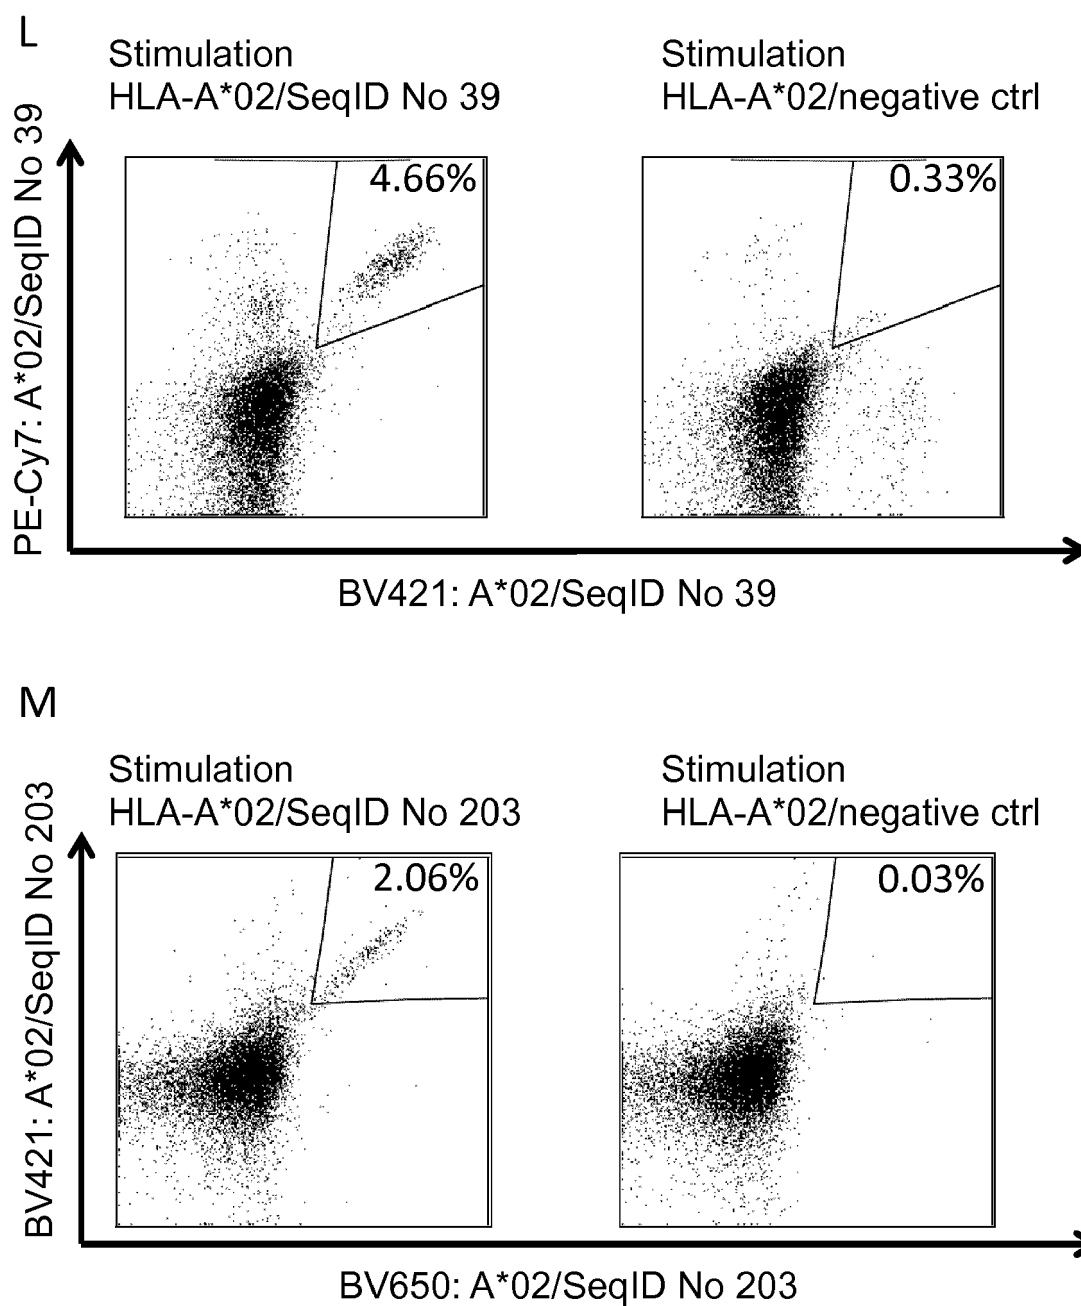 L
Stimulation
HLA-A*02/SeqID No 39
Stimulation
HLA-A*02/negative ctrl
PE-Cy7: A*02/SeqID No 39
4.66%
0.33%
BV421: A*02/SeqID No 39
M
Stimulation
HLA-A*02/SeqID No 203
Stimulation
HLA-A*02/negative ctrl
BV421: A*02/SeqID No 203
2.06%
0.03%
BV650: A*02/SeqID No 203